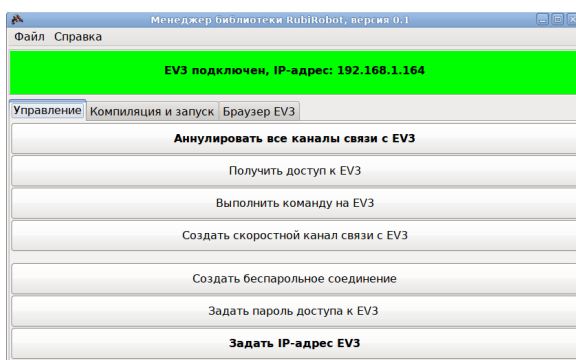 Менеджер библиотеки RubiRobot, версия 0.1
Файл Справка
EV3 подключен, IP-адрес: 192.168.1.164
Управление Компиляция и запуск Браузер EV3
Аннулировать все каналы связи с EV3
Получить доступ к EV3
Выполнить команду на EV3
Создать скоростной канал связи с EV3
Создать беспарольное соединение
Задать пароль доступа к EV3
Задать IP-адрес EV3